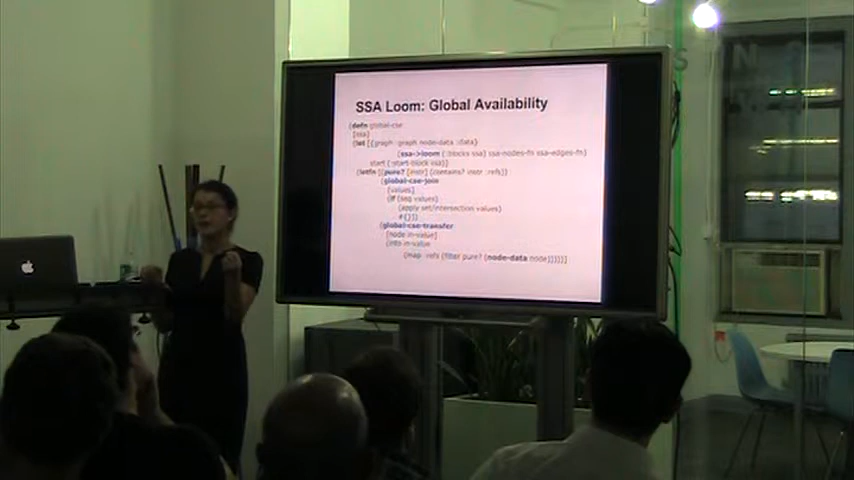 SSA Loom: Global Availability
(defn global-cse
[ssa]
(let [{graph :graph node-data :data}
(ssa->loom (:blocks ssa) ssa-nodes-fn ssa-edges-fn)
start (:start-block ssa)]
(letfn [(pure? [instr] (contains? instr :refs))
(global-cse-join
[values]
(if (seq values)
(apply set/intersection values)
#{}))
(global-cse-transfer
[node in-value]
(into in-value
(map :refs (filter pure? (node-data node)))))]